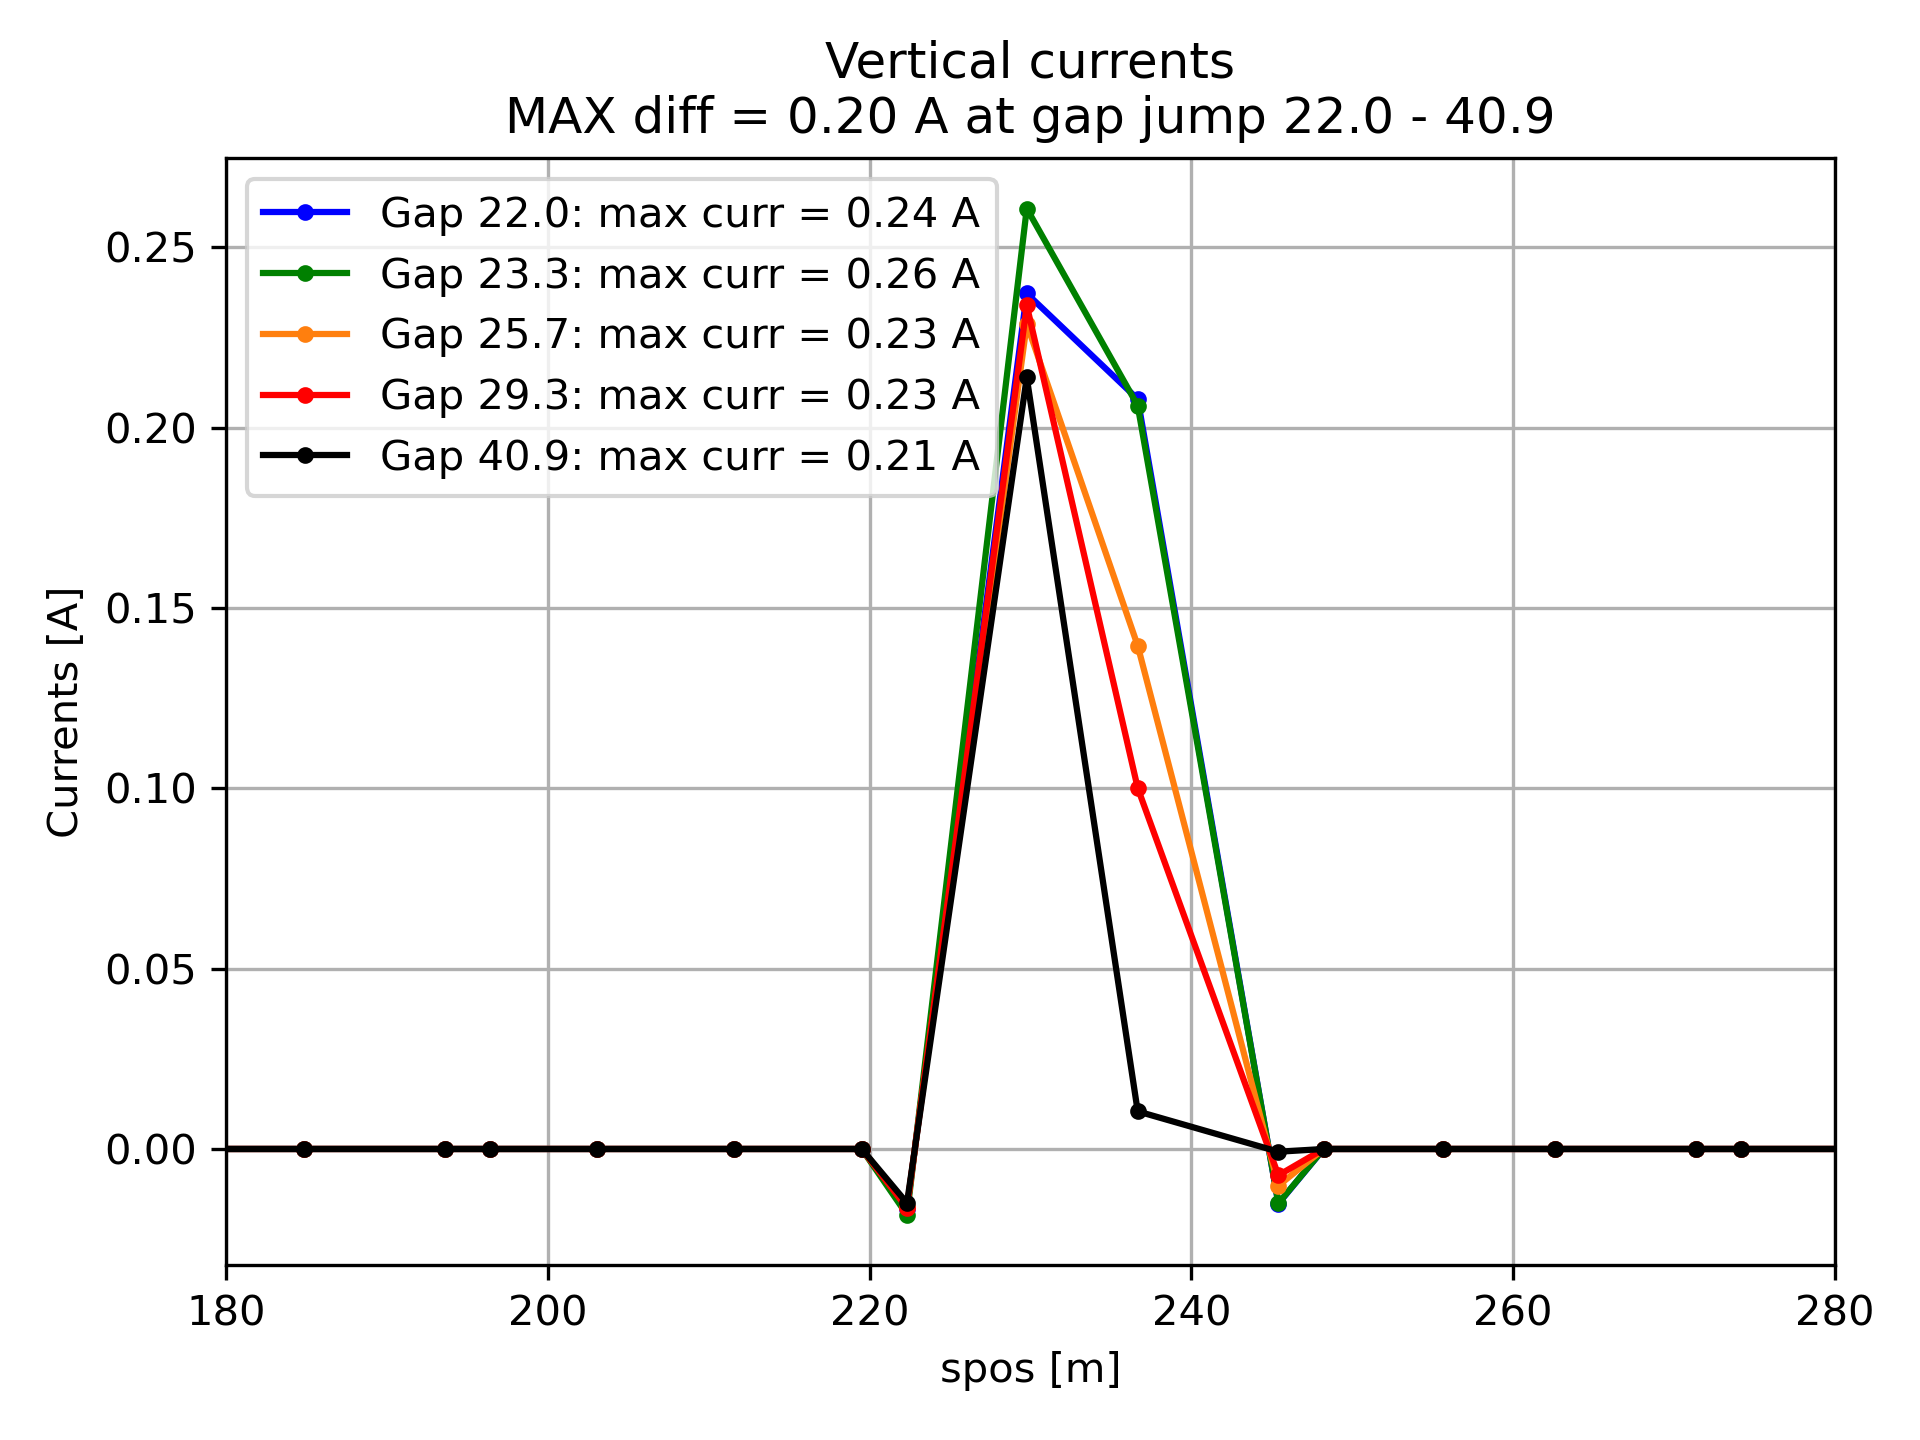 Vertical currents
MAX diff = 0.20 A at gap jump 22.0 - 40.9
Gap 22.0: max curr = 0.24 A
Gap 23.3: max curr = 0.26 A
Gap 25.7: max curr = 0.23 A
Gap 29.3: max curr = 0.23 A
Gap 40.9: max curr = 0.21 A
Currents [A]
0.25
0.20
0.15
0.10
0.05
0.00
180 200 220 240 260 280
spos [m]